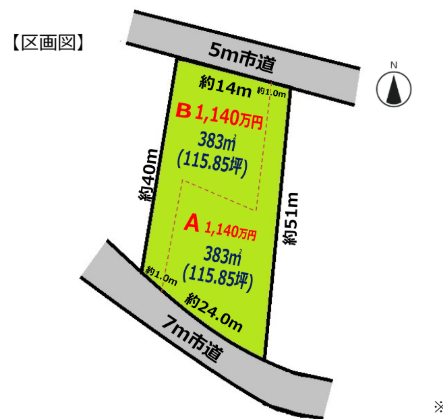 【区画図】
5m市道
N
約14m
約1.0m
B 1,140万円
383㎡
(115.85坪)
約40m
約51m
A 1,140万円
383㎡
(115.85坪)
約1.0m
約24.0m
7m市道
※